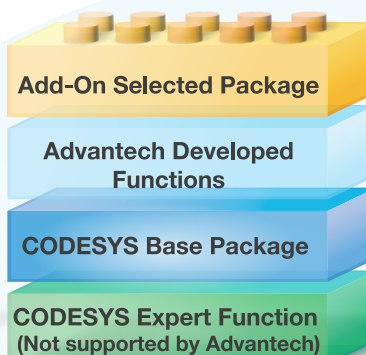 Add-On Selected Package
Advantech Developed
Functions
CODESYS Base Package
CODESYS Expert Function
(Not supported by Advantech)